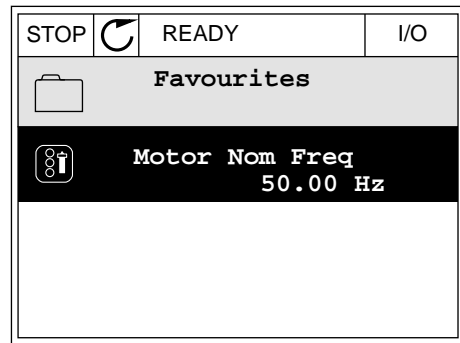 STOP READY I/O
Favourites
Motor Nom Freq
50.00 Hz